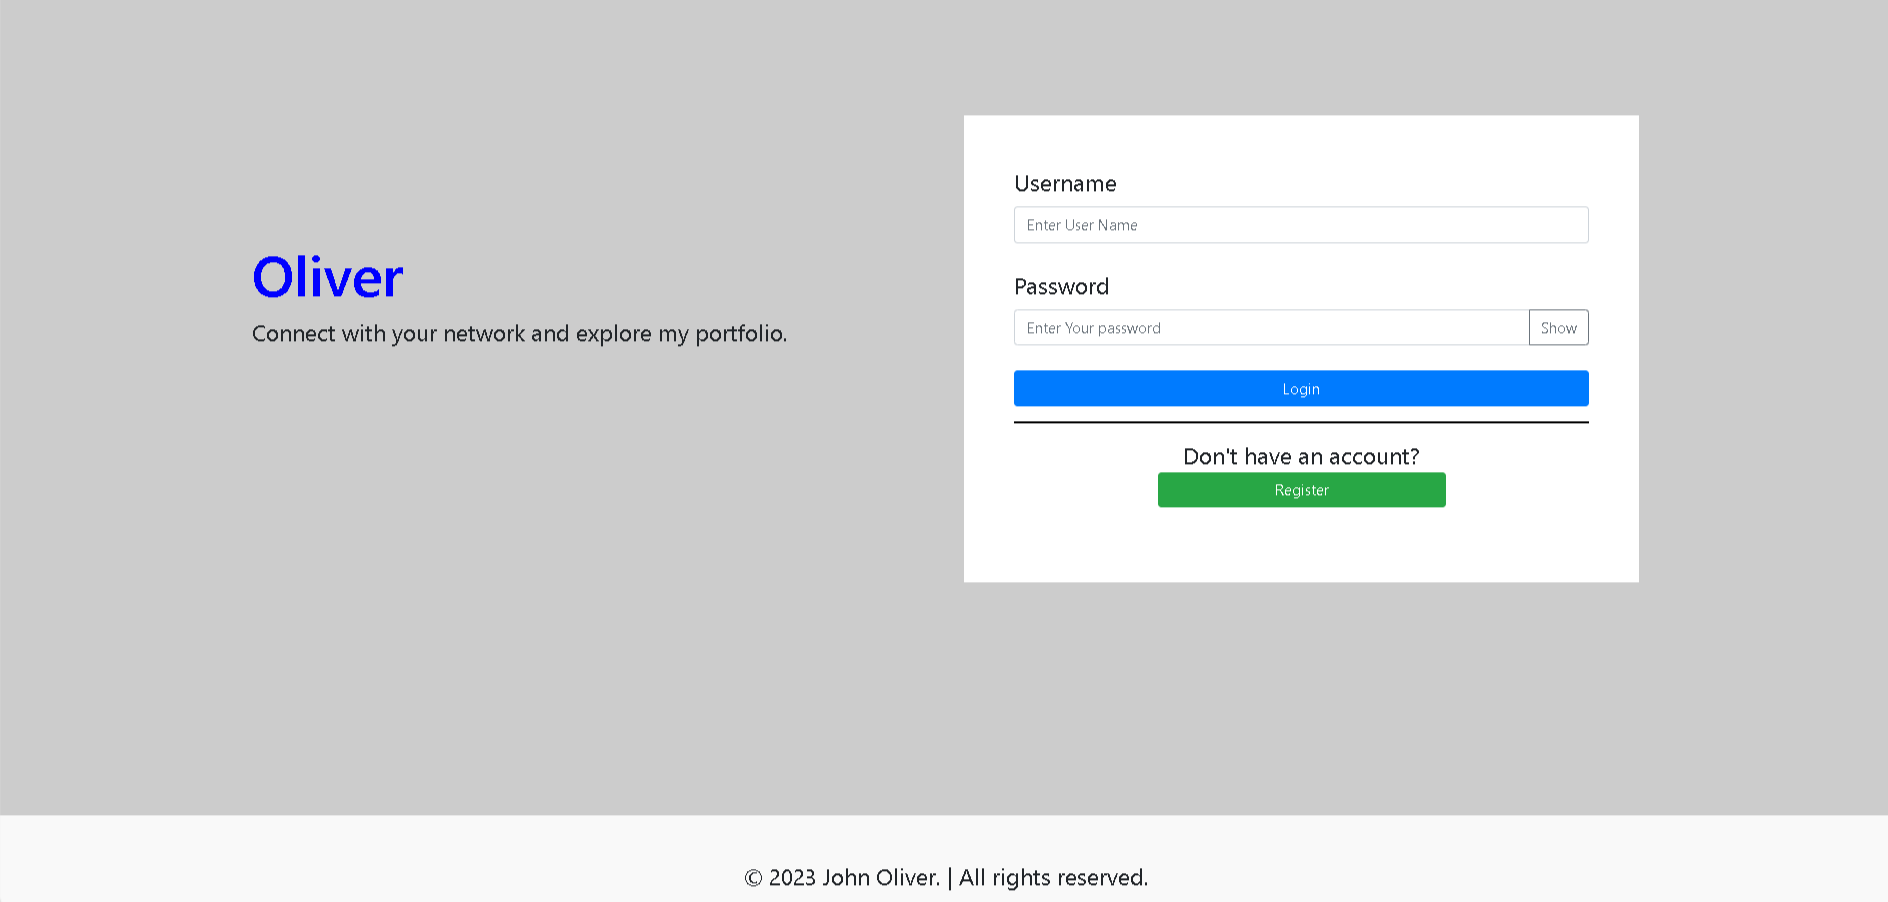 Oliver
Connect with your network and explore my portfolio.
Username
Enter User Name
Password
Enter Your password
Show
Login
Don't have an account?
Register
© 2023 John Oliver. | All rights reserved.